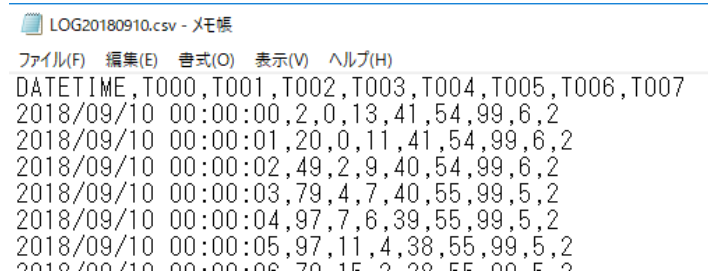 LOG20180910.csv - メモ帳
ファイル(F) 編集(E) 書式(O) 表示(V) ヘルプ(H)
DATETIME,T000,T001,T002,T003,T004,T005,T006,T007
2018/09/10 00:00:00,2,0,13,41,54,99,6,2
2018/09/10 00:00:01,20,0,11,41,54,99,6,2
2018/09/10 00:00:02,49,2,9,40,54,99,6,2
2018/09/10 00:00:03,79,4,7,40,55,99,5,2
2018/09/10 00:00:04,97,7,6,39,55,99,5,2
2018/09/10 00:00:05,97,11,4,38,55,99,5,2